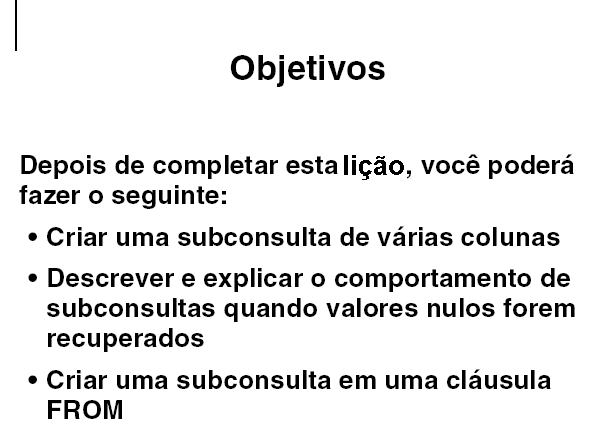 Objetivos
Depois de completar esta lição, você poderá
fazer o seguinte:
• Criar uma subconsulta de várias colunas
• Descrever e explicar o comportamento de
subconsultas quando valores nulos forem
recuperados
• Criar uma subconsulta em uma cláusula
FROM